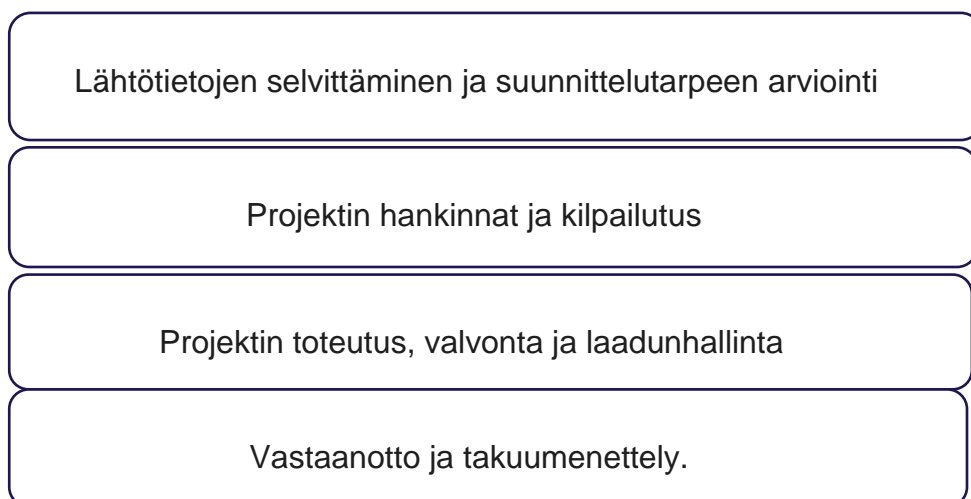 Lähtötietojen selvittäminen ja suunnittelutarpeen arviointi
Projektin hankinnat ja kilpailutus
Projektin toteutus, valvonta ja laadunhallinta
Vastaanotto ja takuumenettely.